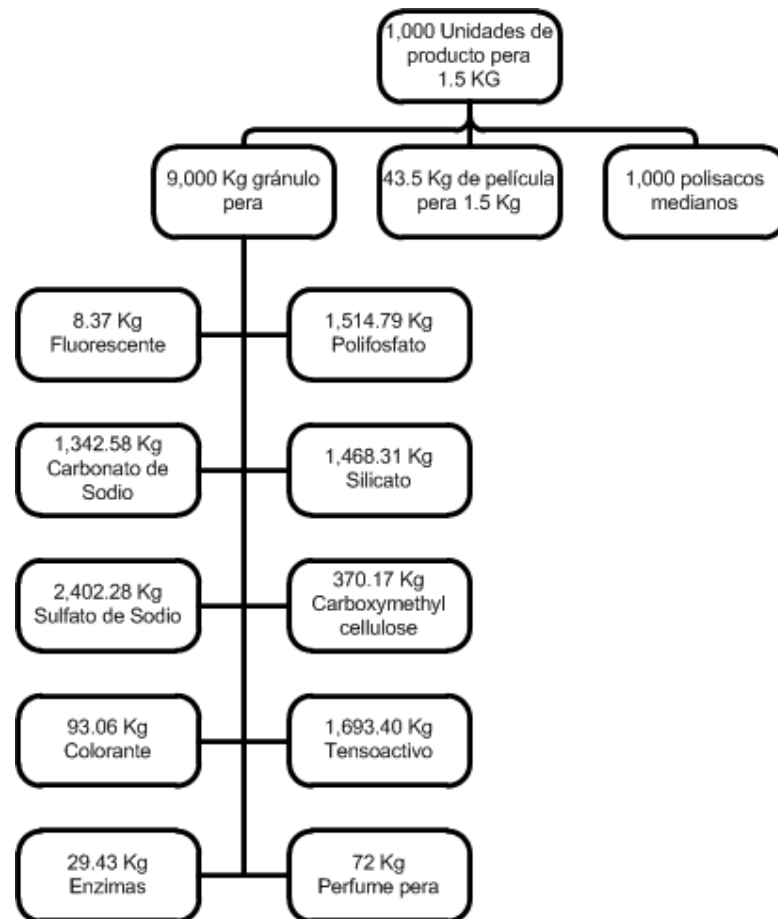 1,000 Unidades de
producto pera
1.5 KG
9,000 Kg gránulo
pera
43.5 Kg de película
pera 1.5 Kg
1,000 polisacos
medianos
8.37 Kg
Fluorescente
1,514.79 Kg
Polifosfato
1,342.58 Kg
Carbonato de
Sodio
1,468.31 Kg
Silicato
2,402.28 Kg
Sulfato de Sodio
370.17 Kg
Carboxymethyl
cellulose
93.06 Kg
Colorante
1,693.40 Kg
Tensoactivo
29.43 Kg
Enzimas
72 Kg
Perfume pera